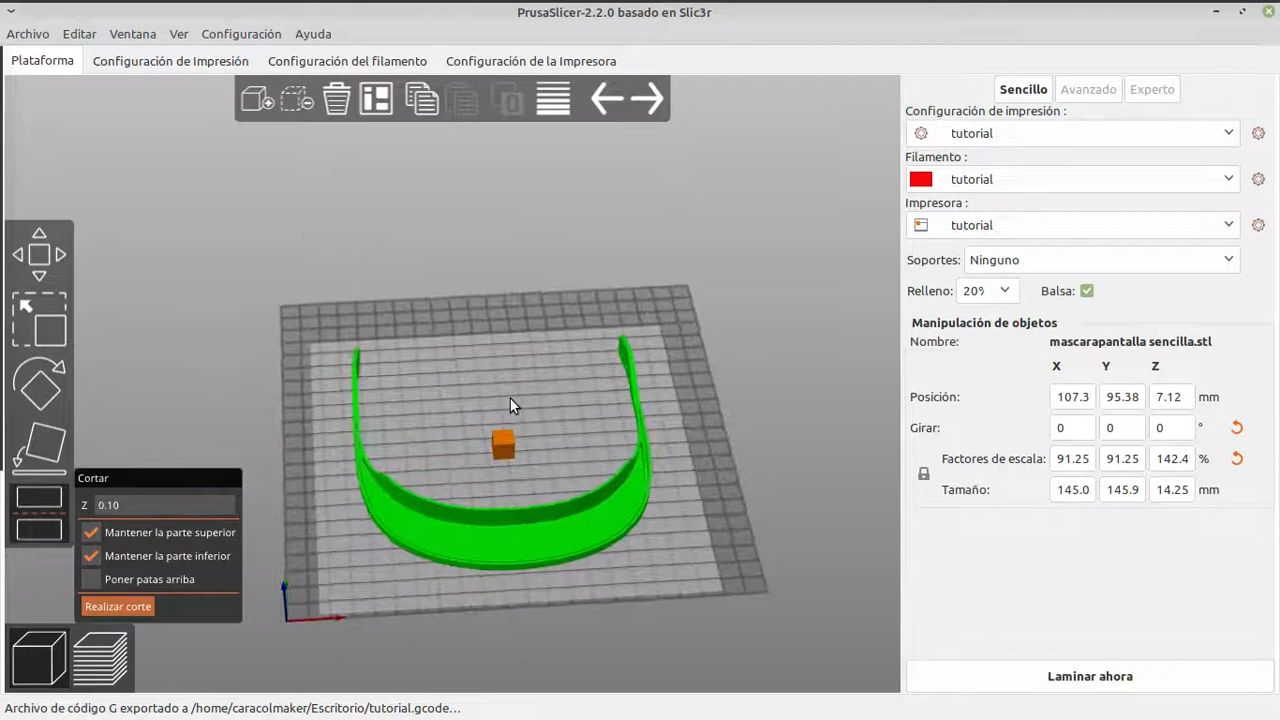 PrusaSlicer-2.2.0 basado en Slic3r
Archivo Editar Ventana Ver Configuración Ayuda
Plataforma Configuración de Impresión Configuración del filamento Configuración de la Impresora
Sencillo Avanzado Experto
Configuración de impresión :
tutorial
Filamento :
tutorial
Impresora :
tutorial
Soportes: Ninguno
Relleno: 20% Balsa:
Manipulación de objetos
Nombre: mascarapantalla sencilla.stl
X Y Z
Posición: 107.3 95.38 7.12 mm
Girar: 0 0 0 °
Factores de escala: 91.25 91.25 142.4 %
Tamaño: 145.0 145.9 14.25 mm
Cortar
Z 0.10
Mantener la parte superior
Mantener la parte inferior
Poner patas arriba
Realizar corte
Laminar ahora
Archivo de código G exportado a /home/caracolmaker/Escritorio/tutorial.gcode…